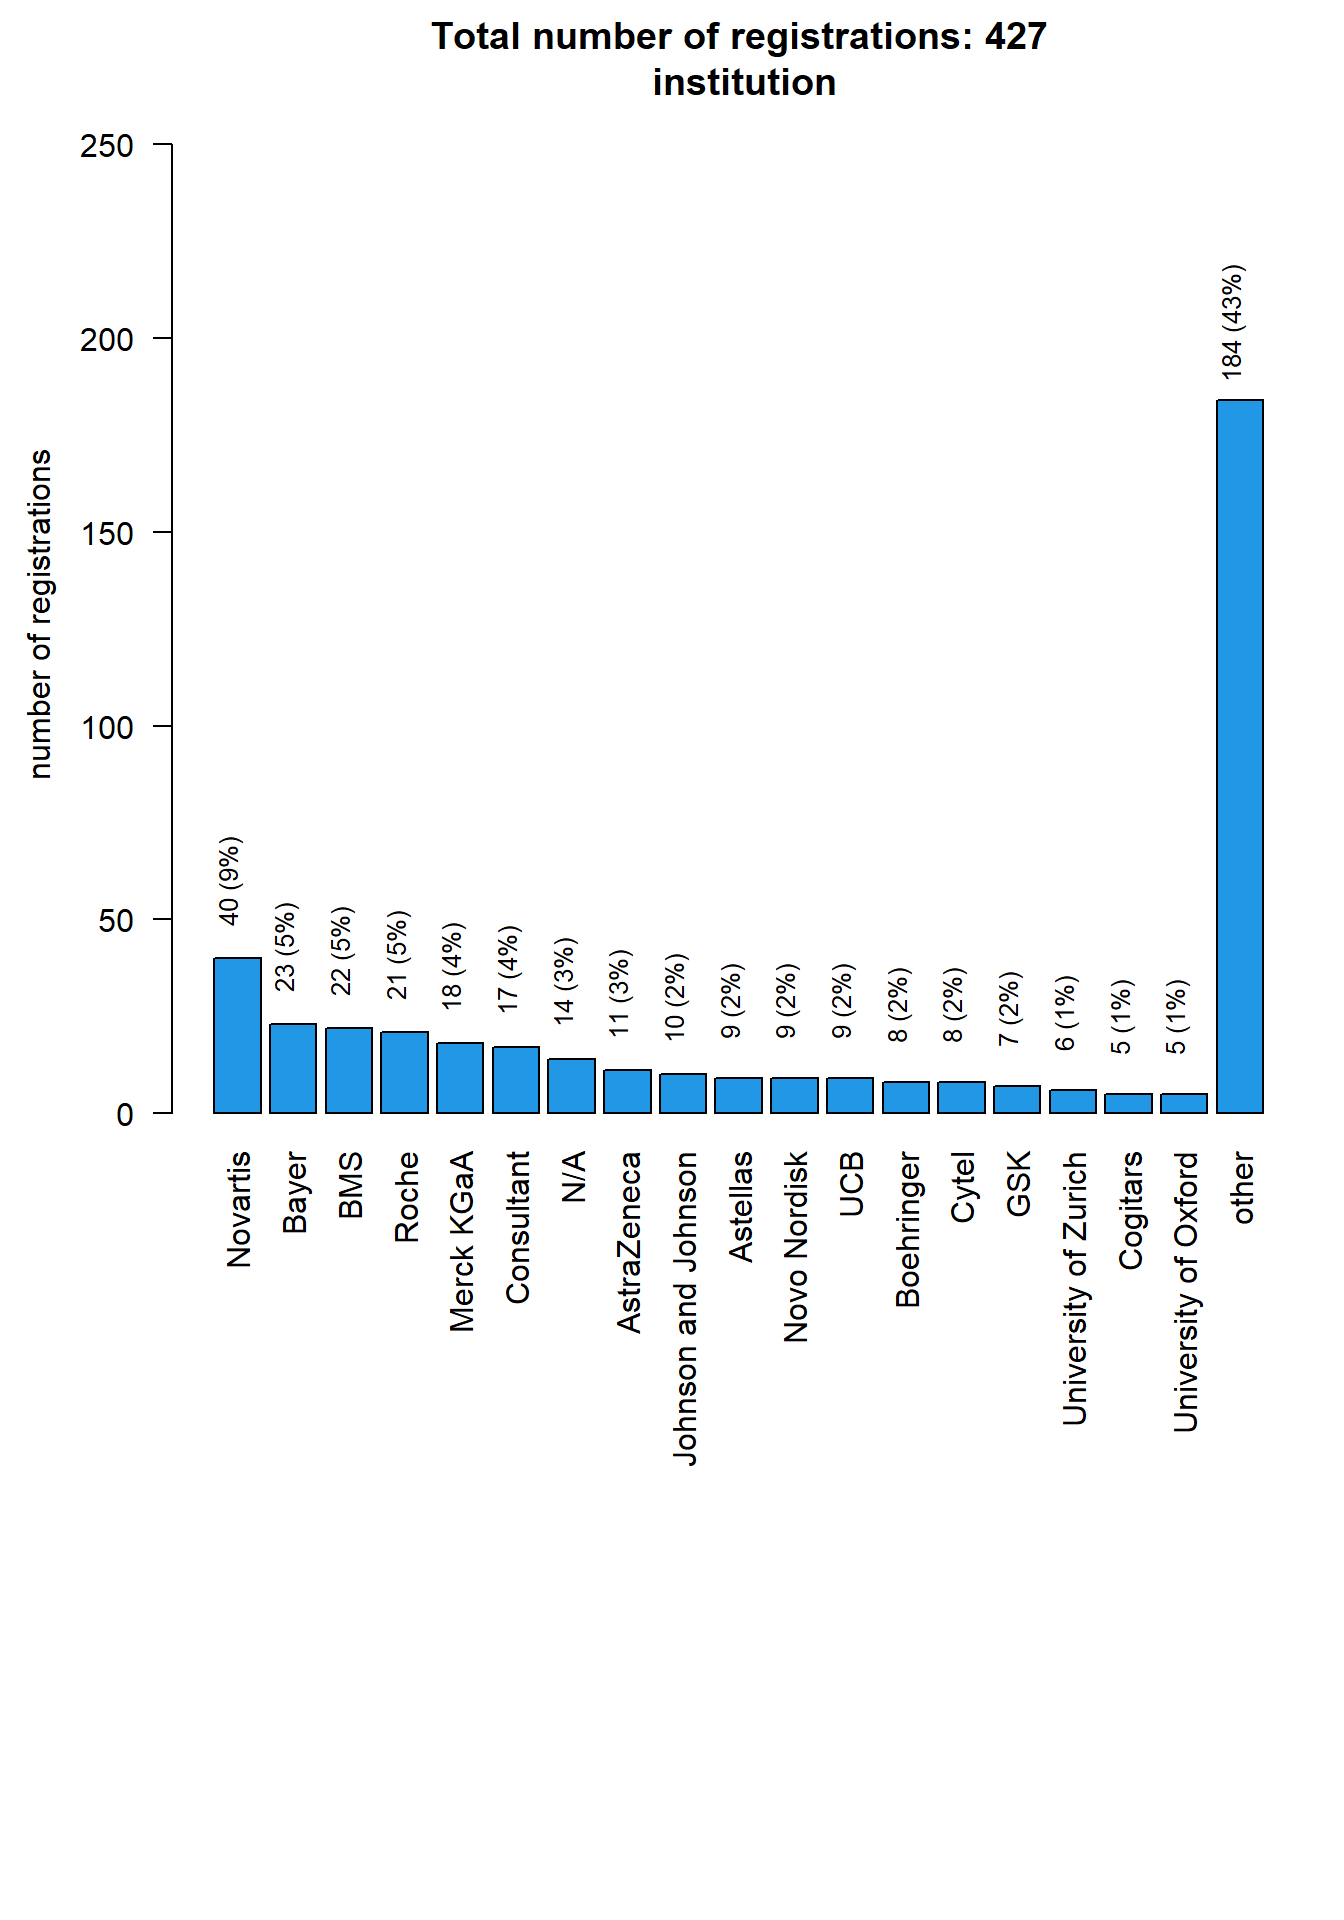 Total number of registrations: 427
institution
number of registrations
250
200
150
100
50
0
40 (9%)
23 (5%)
22 (5%)
21 (5%)
18 (4%)
17 (4%)
14 (3%)
11 (3%)
10 (2%)
9 (2%)
9 (2%)
9 (2%)
8 (2%)
8 (2%)
7 (2%)
6 (1%)
5 (1%)
5 (1%)
184 (43%)
Novartis
Bayer
BMS
Roche
Merck KGaA
Consultant
N/A
AstraZeneca
Johnson and Johnson
Astellas
Novo Nordisk
UCB
Boehringer
Cytel
GSK
University of Zurich
Cogitars
University of Oxford
other